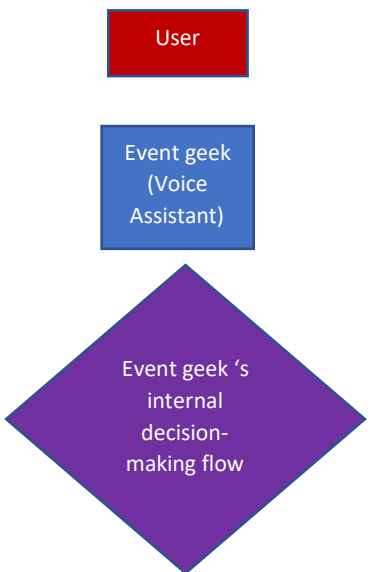 User
Event geek
(Voice
Assistant)
Event geek ‘s
internal
decision-
making flow